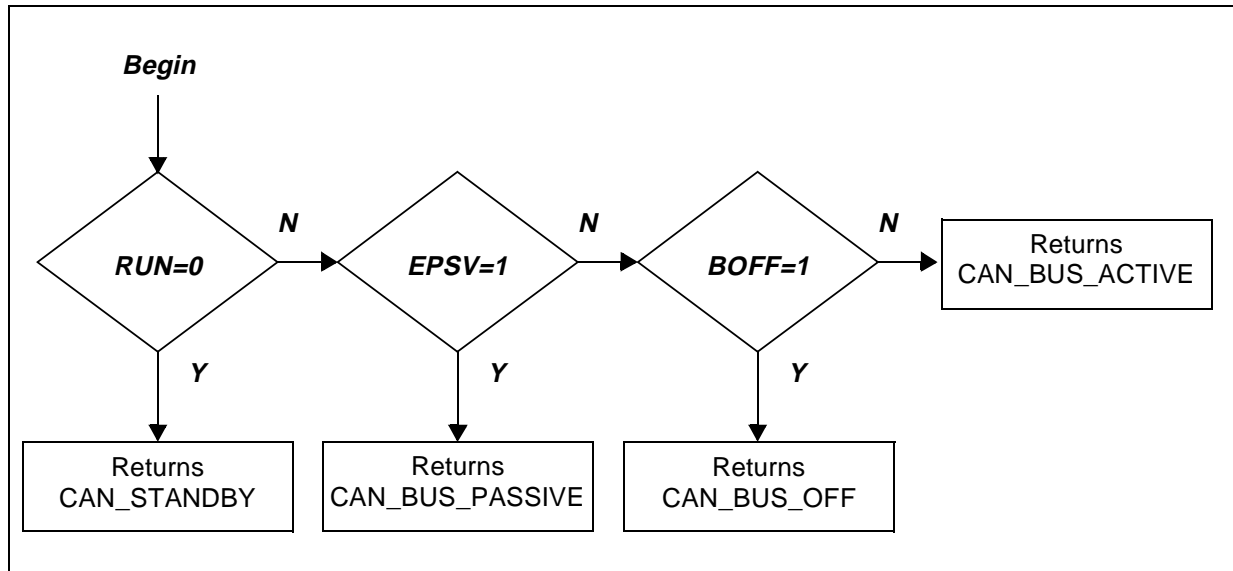 Begin
RUN=0
N
EPSV=1
N
BOFF=1
N
Returns
CAN_BUS_ACTIVE
Y
Y
Y
Returns
CAN_STANDBY
Returns
CAN_BUS_PASSIVE
Returns
CAN_BUS_OFF